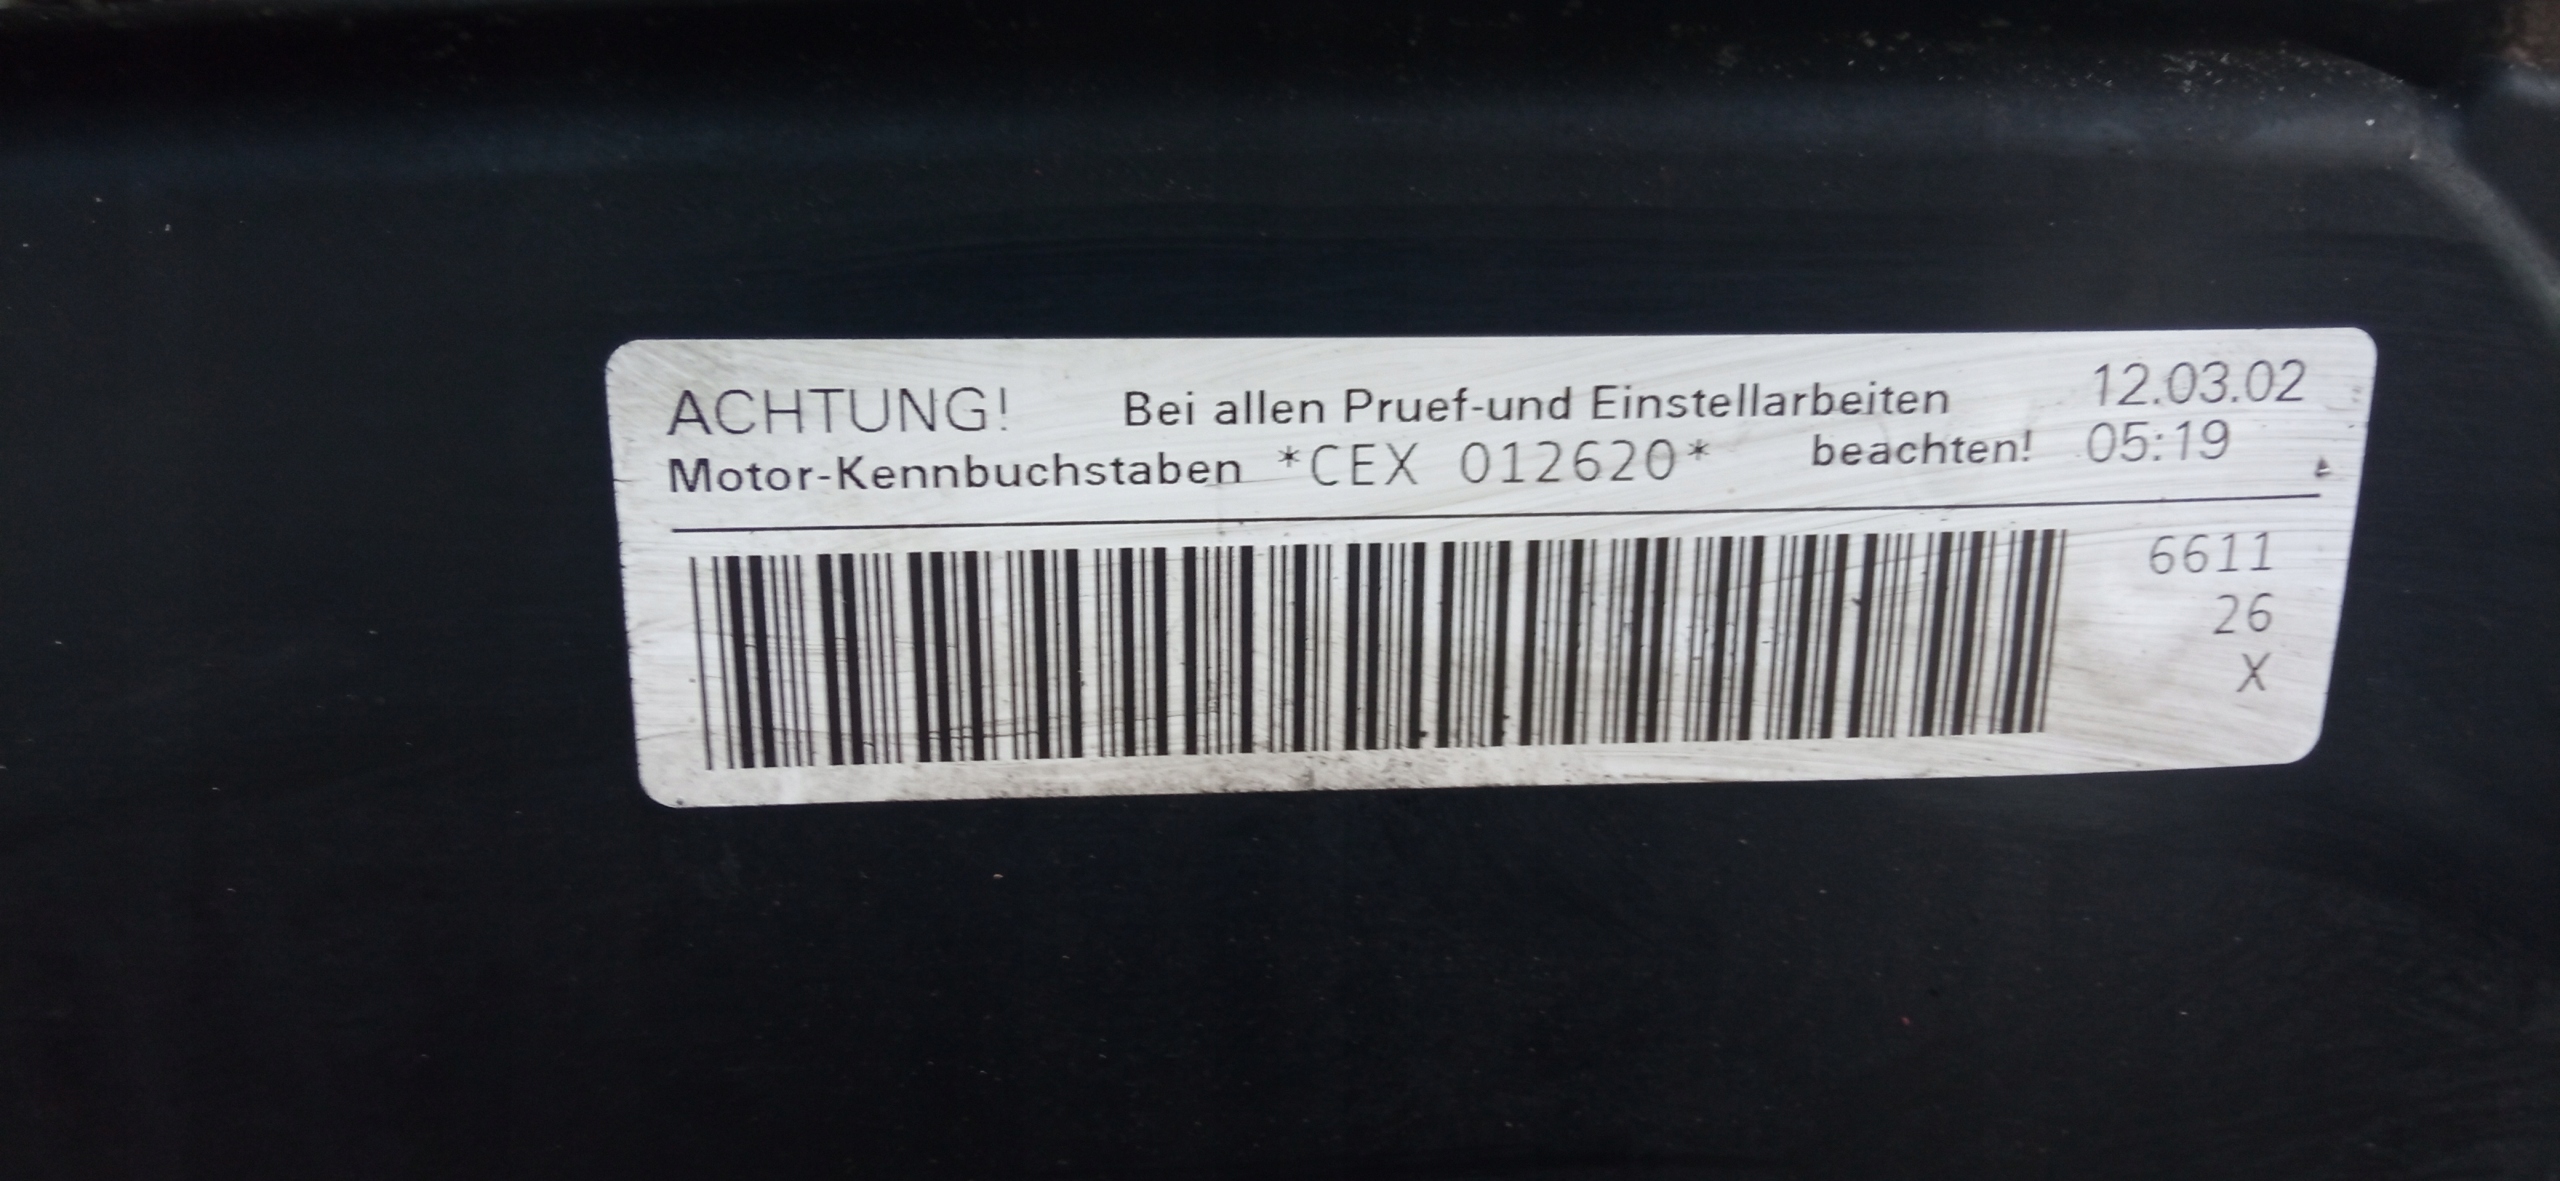 ACHTUNG! Bei allen Pruef-und Einstellarbeiten 12.03.02
Motor-Kennbuchstaben *CEX 012620* beachten! 05:19
6611
26
X